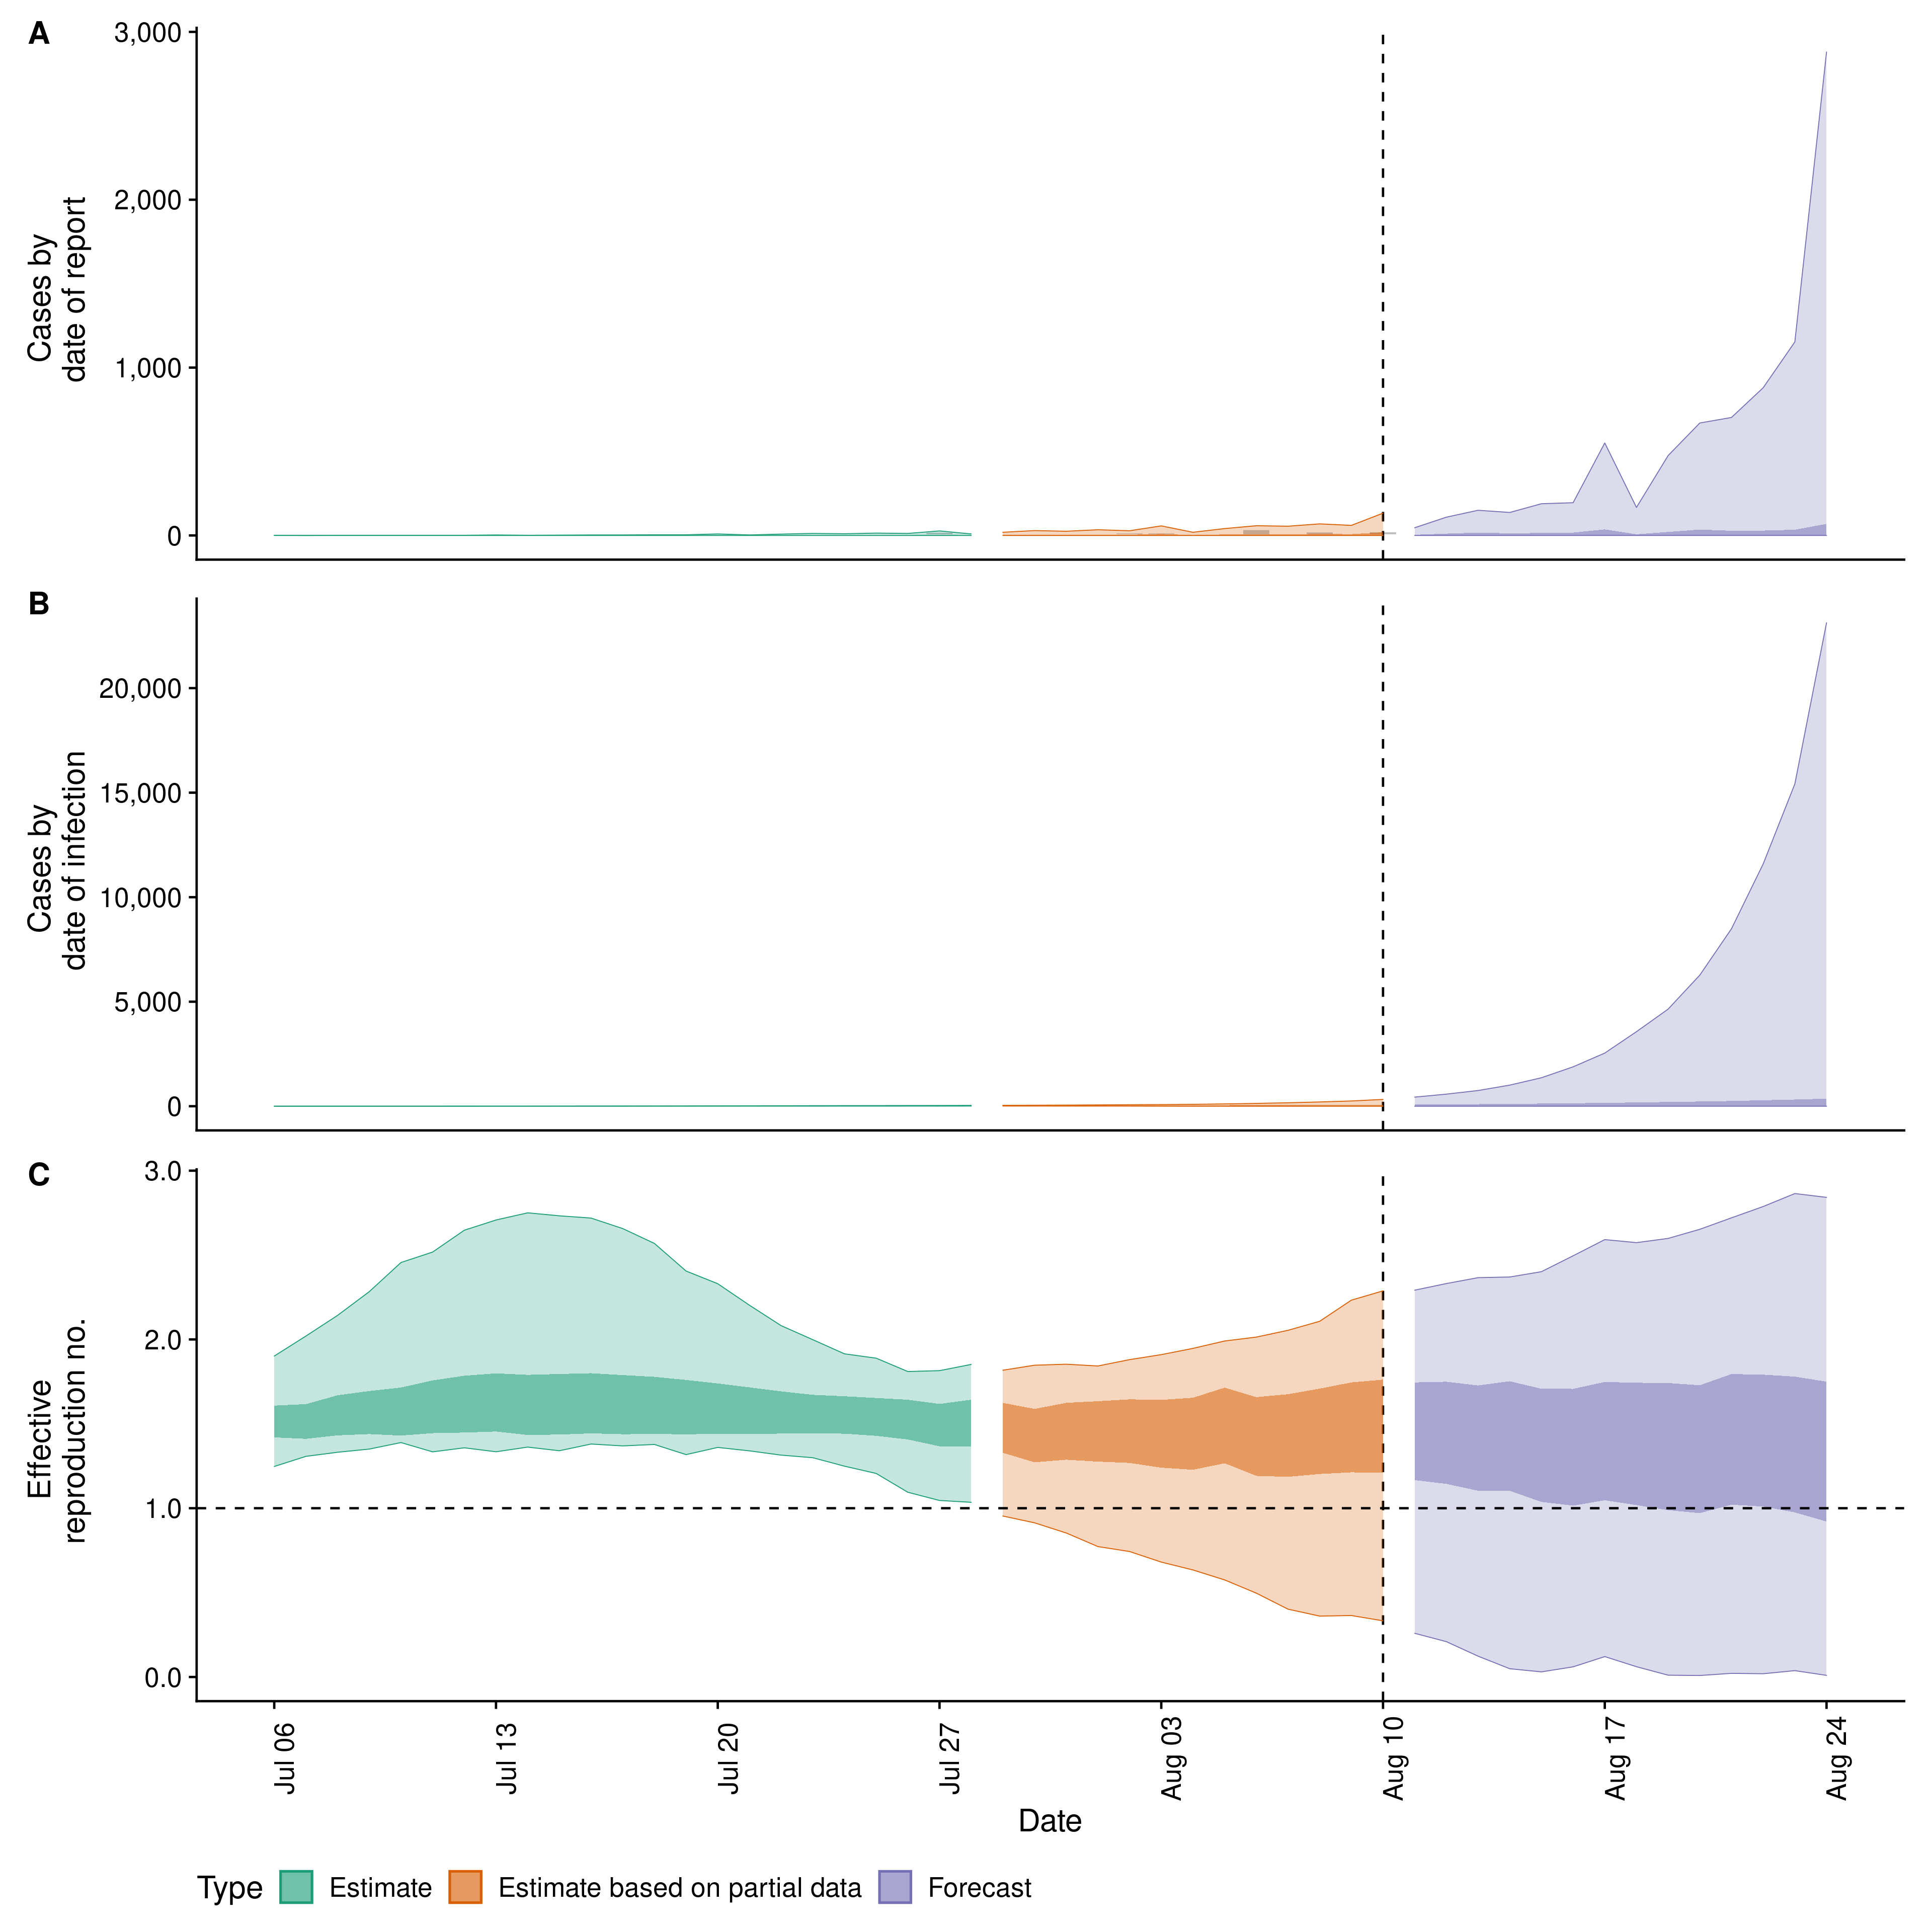 A
3,000
2,000
1,000
0
Cases by
date of report
B
20,000
15,000
10,000
5,000
0
Cases by
date of infection
C
3.0
2.0
1.0
0.0
Effective
reproduction no.
Jul 06
Jul 13
Jul 20
Jul 27
Aug 03
Aug 10
Aug 17
Aug 24
Date
Type
Estimate
Estimate based on partial data
Forecast